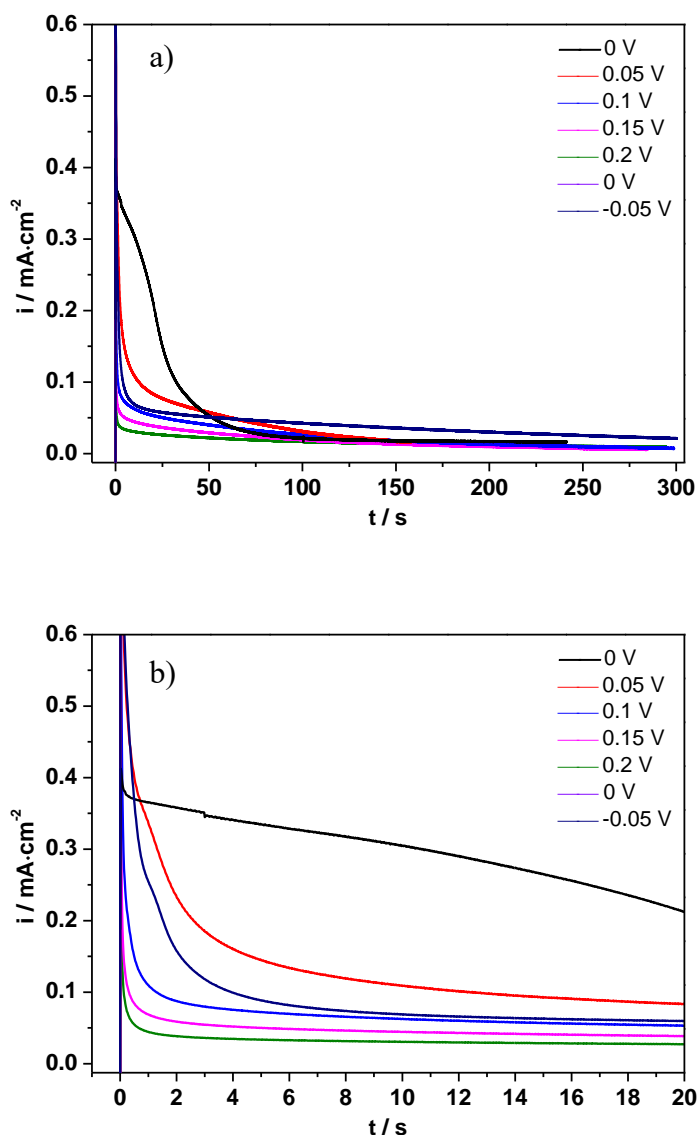 a)
0.6
0.5
0.4
0.3
0.2
0.1
0.0
i / mA·cm-2
0 50 100 150 200 250 300
t / s
0 V
0.05 V
0.1 V
0.15 V
0.2 V
0 V
-0.05 V
b)
0.6
0.5
0.4
0.3
0.2
0.1
0.0
i / mA·cm-2
0 2 4 6 8 10 12 14 16 18 20
t / s
0 V
0.05 V
0.1 V
0.15 V
0.2 V
0 V
-0.05 V